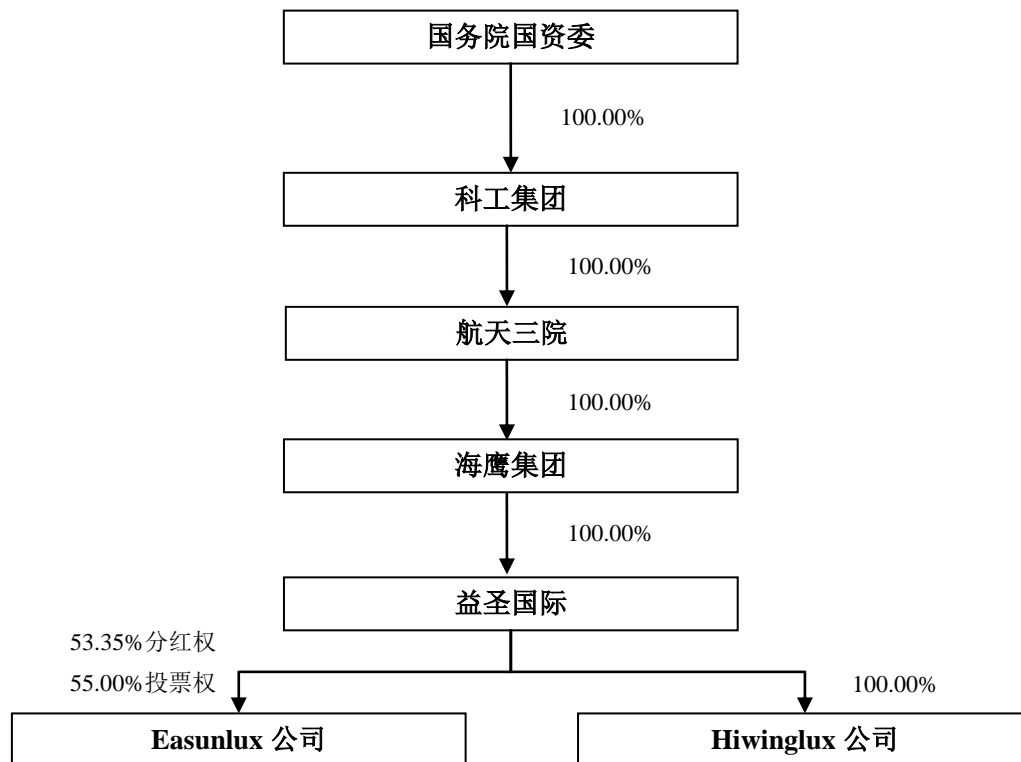 国务院国资委
100.00%
科工集团
100.00%
航天三院
100.00%
海鹰集团
100.00%
益圣国际
53.35%分红权
55.00%投票权
100.00%
Easunlux 公司
Hiwinglux 公司